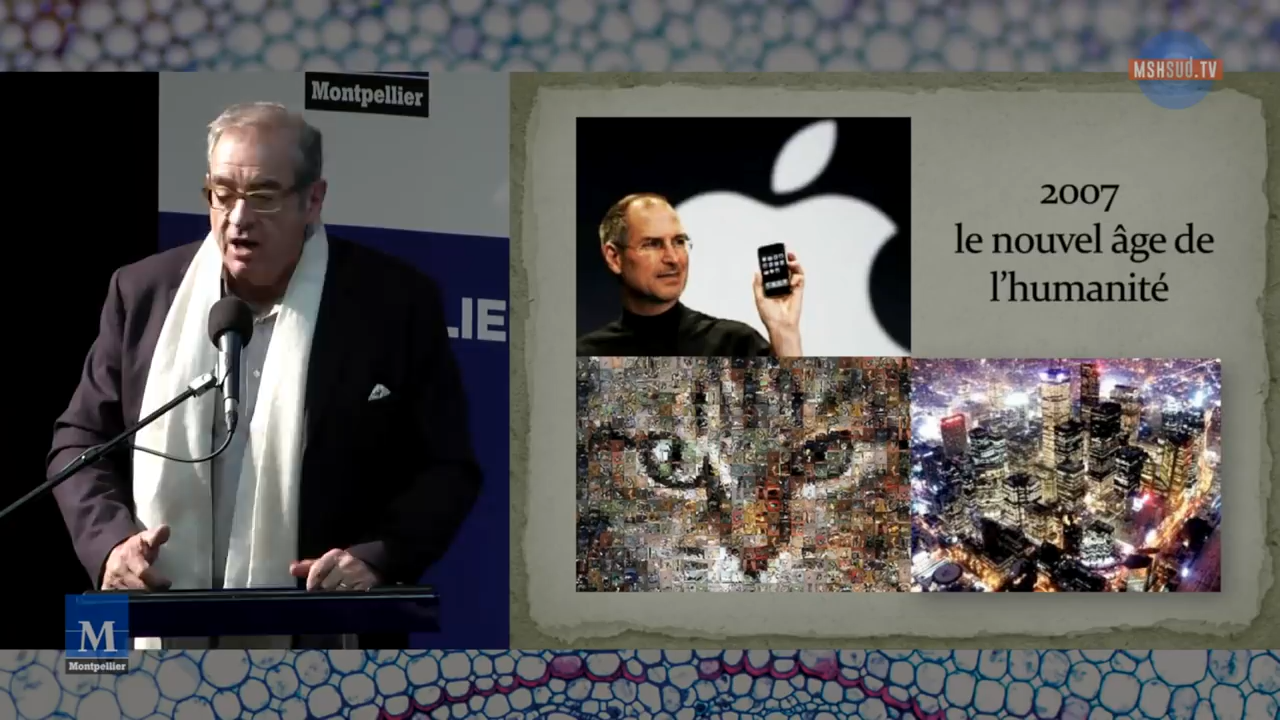 Montpellier
LIE
M
Montpellier
MSHSUD.TV
2007
le nouvel âge de
l'humanité